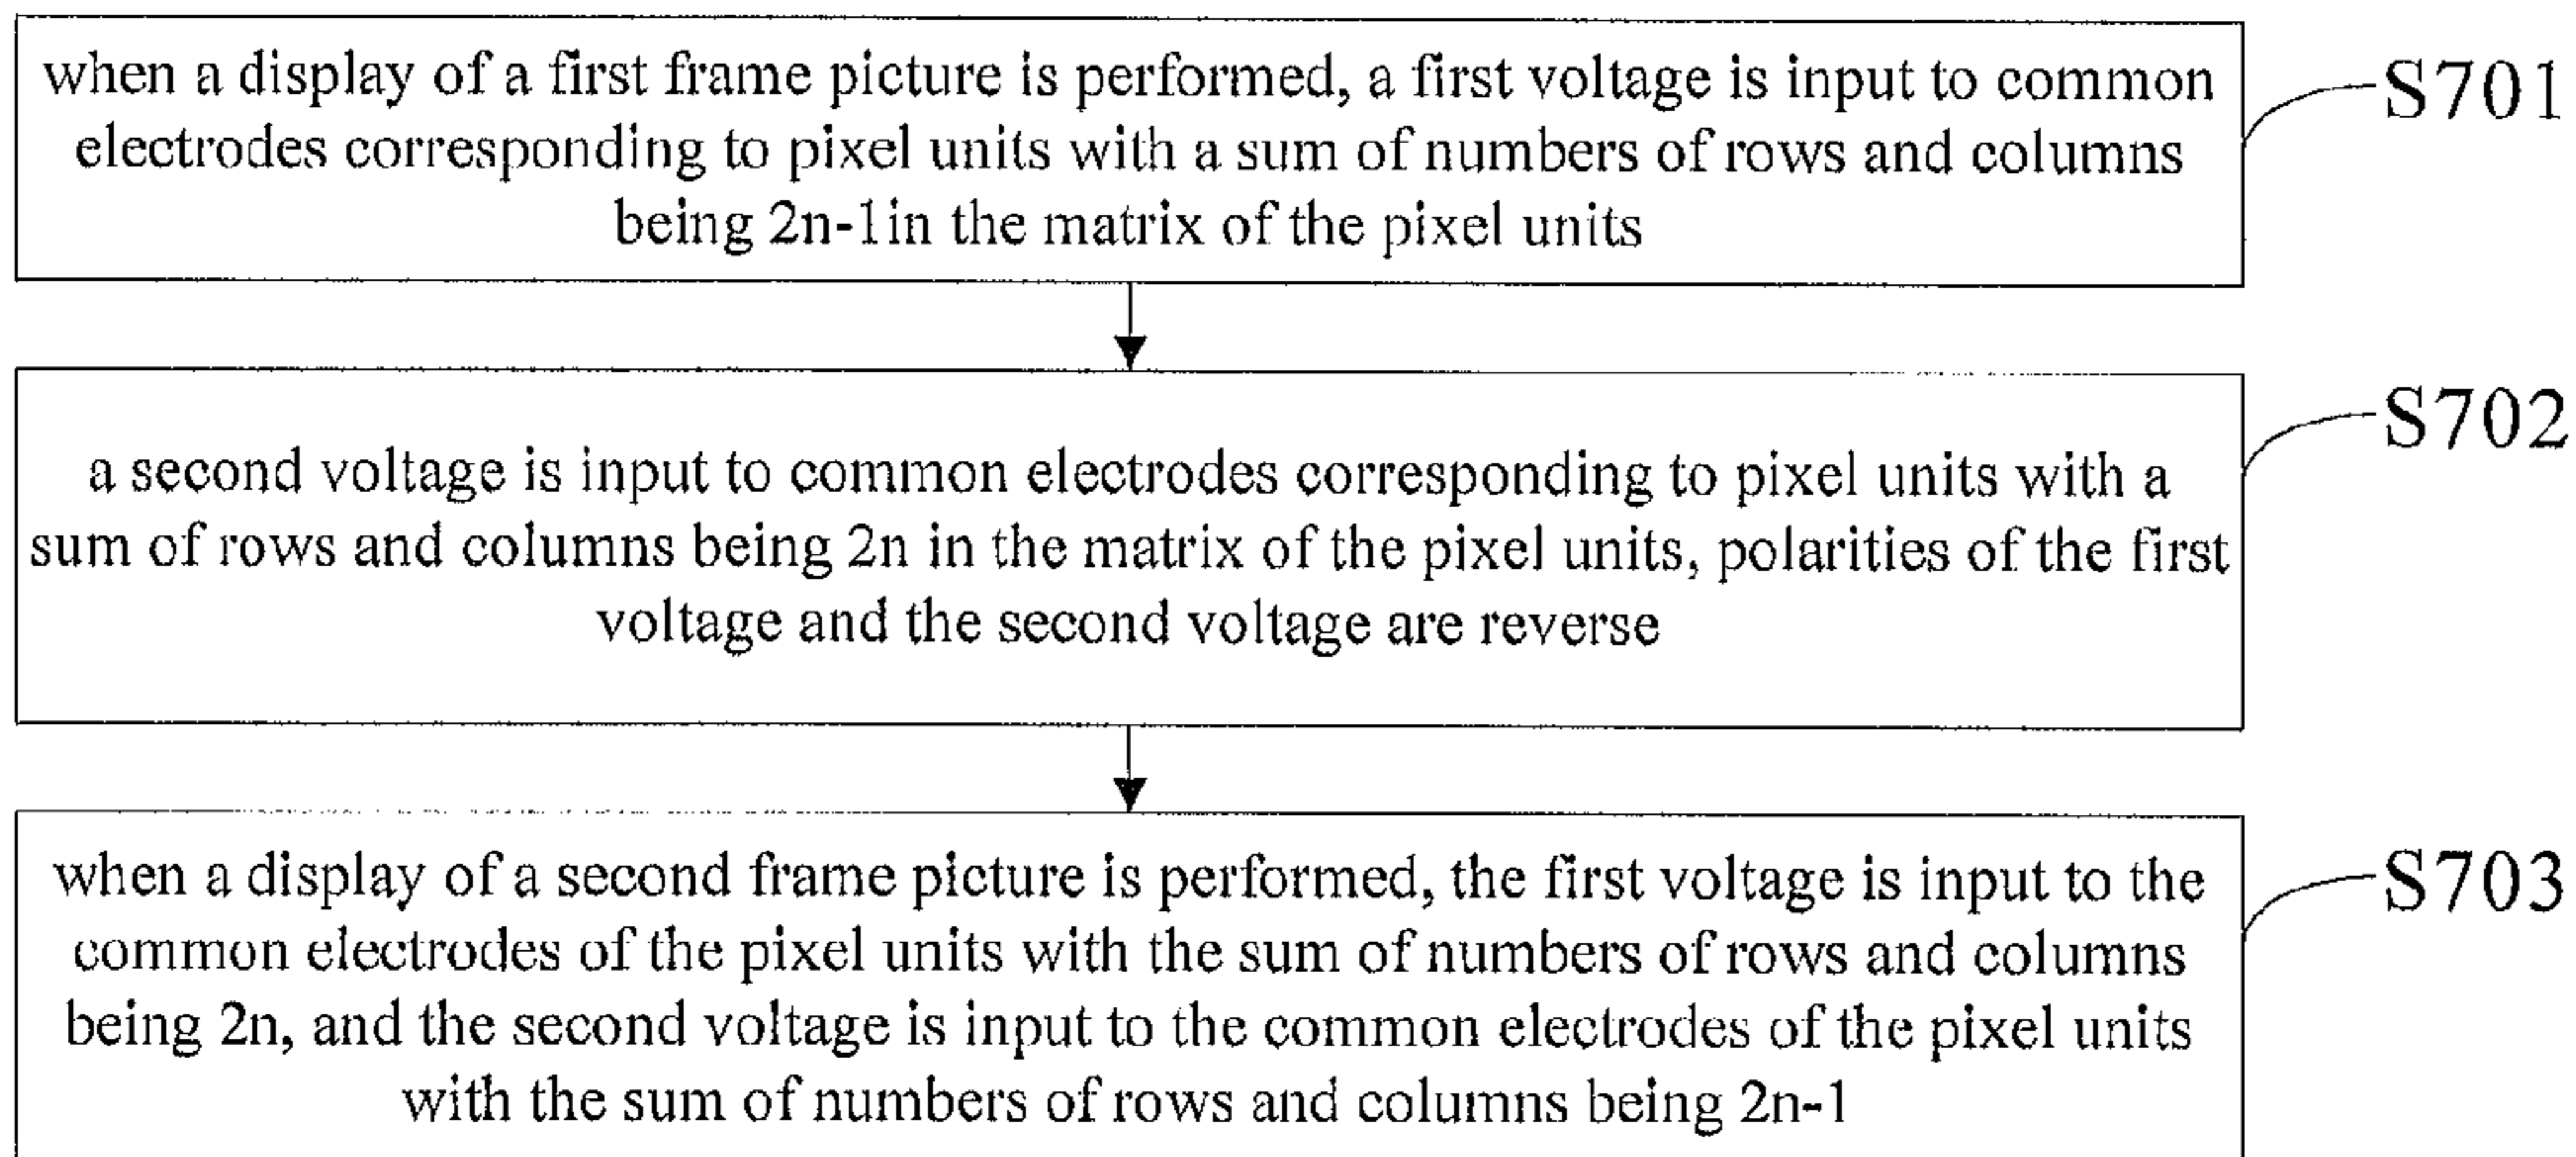 when a display of a first frame picture is performed, a first voltage is input to common
electrodes corresponding to pixel units with a sum of numbers of rows and columns
being 2n-1in the matrix of the pixel units
S701
a second voltage is input to common electrodes corresponding to pixel units with a
sum of rows and columns being 2n in the matrix of the pixel units, polarities of the first
voltage and the second voltage are reverse
S702
when a display of a second frame picture is performed, the first voltage is input to the
common electrodes of the pixel units with the sum of numbers of rows and columns
being 2n, and the second voltage is input to the common electrodes of the pixel units
with the sum of numbers of rows and columns being 2n-1
S703